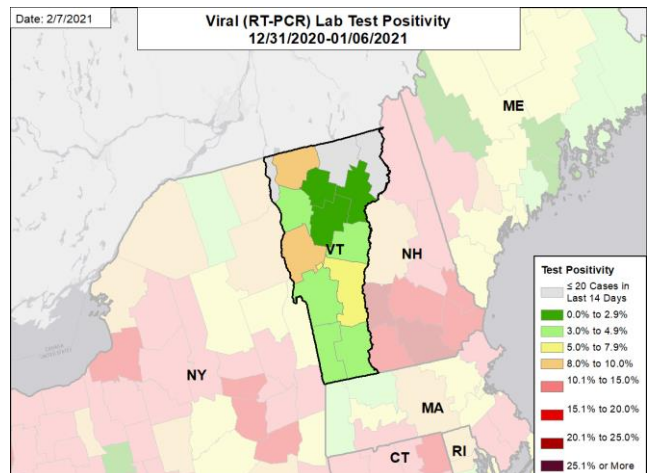 Date: 2/7/2021
Viral (RT-PCR) Lab Test Positivity
12/31/2020-01/06/2021
ME
VT
NH
NY
MA
CT
RI
Test Positivity
≤ 20 Cases in
Last 14 Days
0.0% to 2.9%
3.0% to 4.9%
5.0% to 7.9%
8.0% to 10.0%
10.1% to 15.0%
15.1% to 20.0%
20.1% to 25.0%
25.1% or More